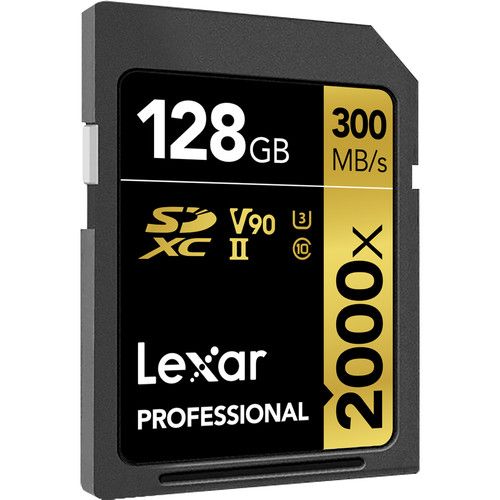 128GB
300
MB/s
SD XC
V90
II
3
10
2000x
Lexar
PROFESSIONAL